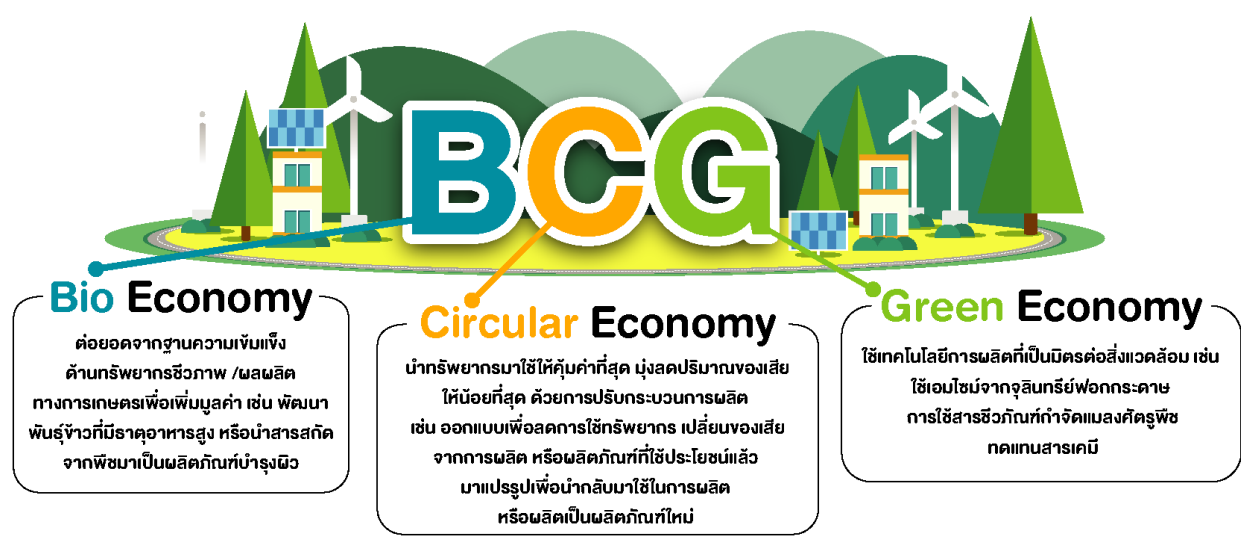 BCG
Bio Economy
ต่อยอดจากฐานความเข้มแข็ง
ด้านทรัพยากรชีวภาพ /ผลผลิต
ทางการเกษตรเพื่อเพิ่มมูลค่า เช่น พัฒนา
พันธุ์ข้าวที่มีธาตุอาหารสูง หรือนำสารสกัด
จากพืชมาเป็นผลิตภัณฑ์บำรุงผิว
Circular Economy
นำทรัพยากรมาใช้ให้คุ้มค่าที่สุด มุ่งลดปริมาณของเสีย
ให้น้อยที่สุด ด้วยการปรับกระบวนการผลิต
เช่น ออกแบบเพื่อลดการใช้ทรัพยากร เปลี่ยนของเสีย
จากการผลิต หรือผลิตภัณฑ์ที่ใช้ประโยชน์แล้ว
มาแปรรูปเพื่อนำกลับมาใช้ในการผลิต
หรือผลิตเป็นผลิตภัณฑ์ใหม่
Green Economy
ใช้เทคโนโลยีการผลิตที่เป็นมิตรต่อสิ่งแวดล้อม เช่น
ใช้เอมไซม์จากจุลินทรีย์ฟอกกระดาษ
การใช้สารชีวภัณฑ์กำจัดแมลงศัตรูพืช
ทดแทนสารเคมี